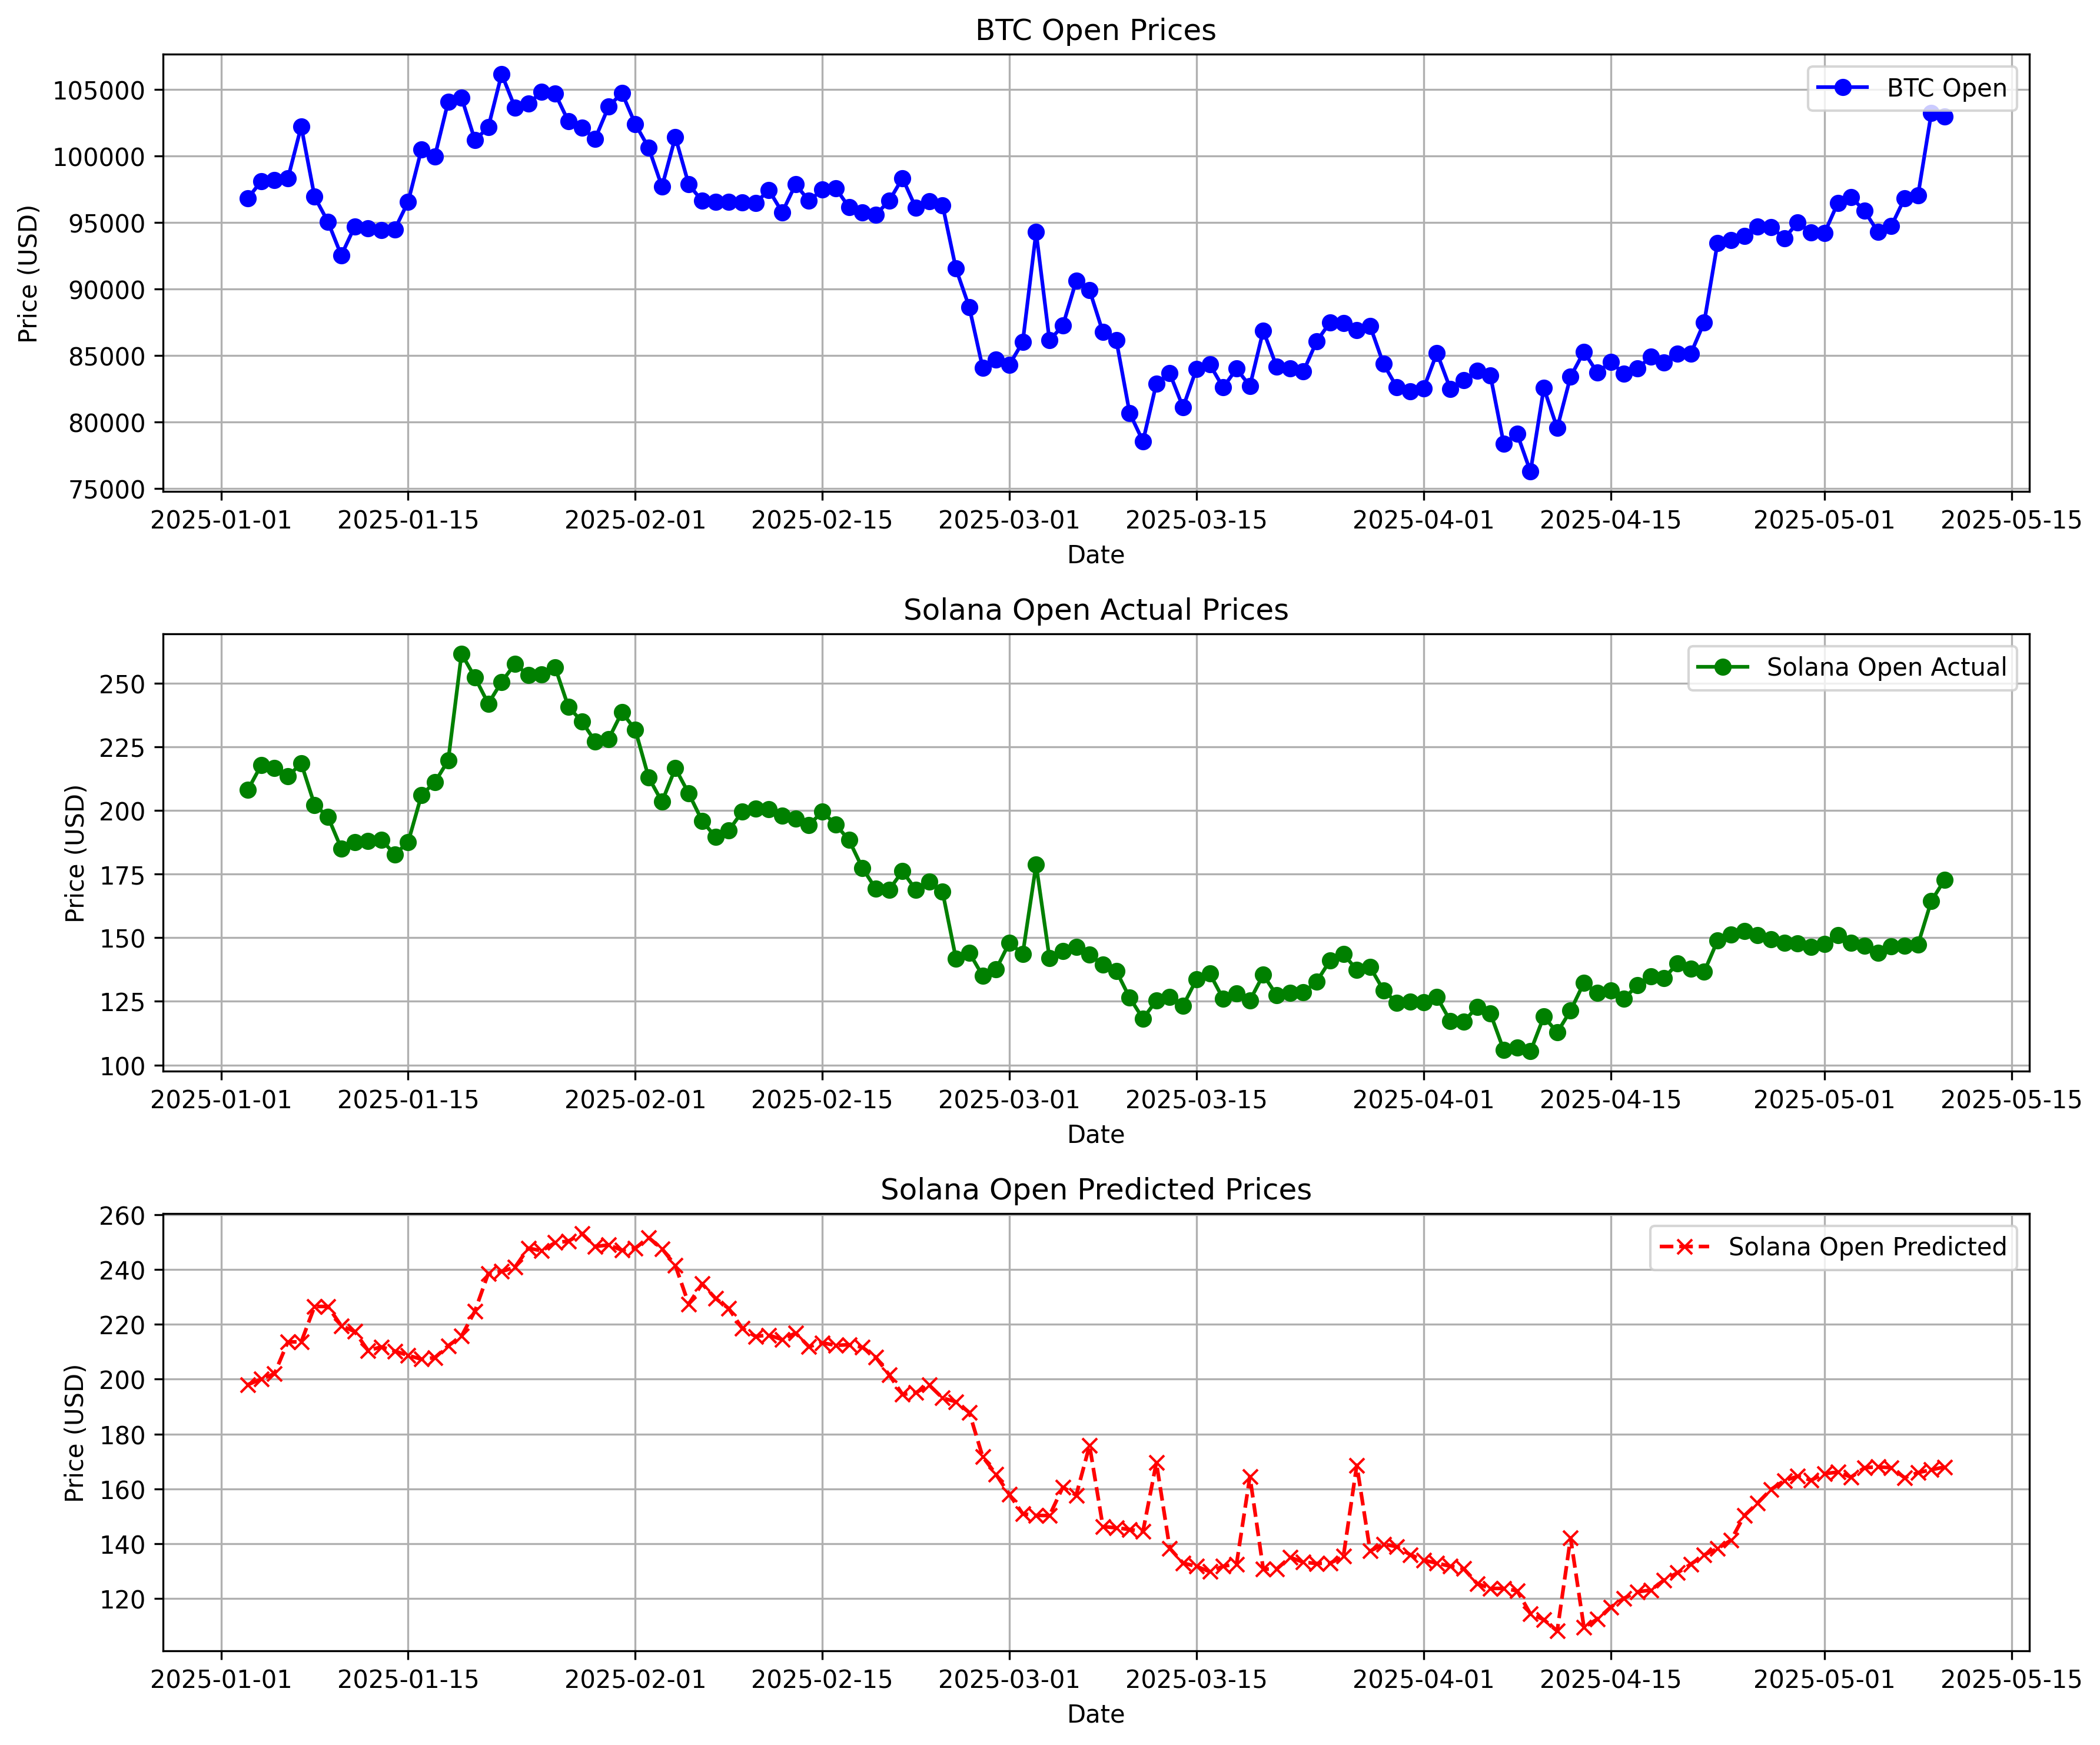 BTC Open Prices
BTC Open
Price (USD)
105000
100000
95000
90000
85000
80000
75000
2025-01-01 2025-01-15 2025-02-01 2025-02-15 2025-03-01 2025-03-15 2025-04-01 2025-04-15 2025-05-01 2025-05-15
Date
Solana Open Actual Prices
Solana Open Actual
Price (USD)
250
225
200
175
150
125
100
2025-01-01 2025-01-15 2025-02-01 2025-02-15 2025-03-01 2025-03-15 2025-04-01 2025-04-15 2025-05-01 2025-05-15
Date
Solana Open Predicted Prices
Solana Open Predicted
Price (USD)
260
240
220
200
180
160
140
120
2025-01-01 2025-01-15 2025-02-01 2025-02-15 2025-03-01 2025-03-15 2025-04-01 2025-04-15 2025-05-01 2025-05-15
Date